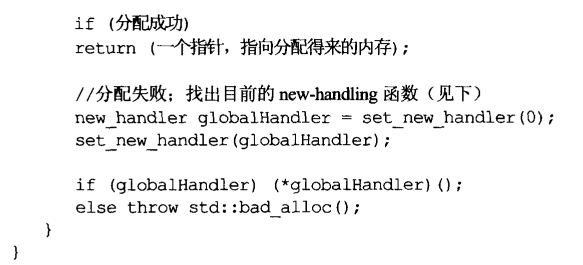 if (分配成功)
return (一个指针，指向分配得来的内存);
//分配失败；找出目前的 new-handling 函数（见下）
new_handler globalHandler = set_new_handler(0);
set_new_handler(globalHandler);
if (globalHandler) (*globalHandler)();
else throw std::bad_alloc();
}
}